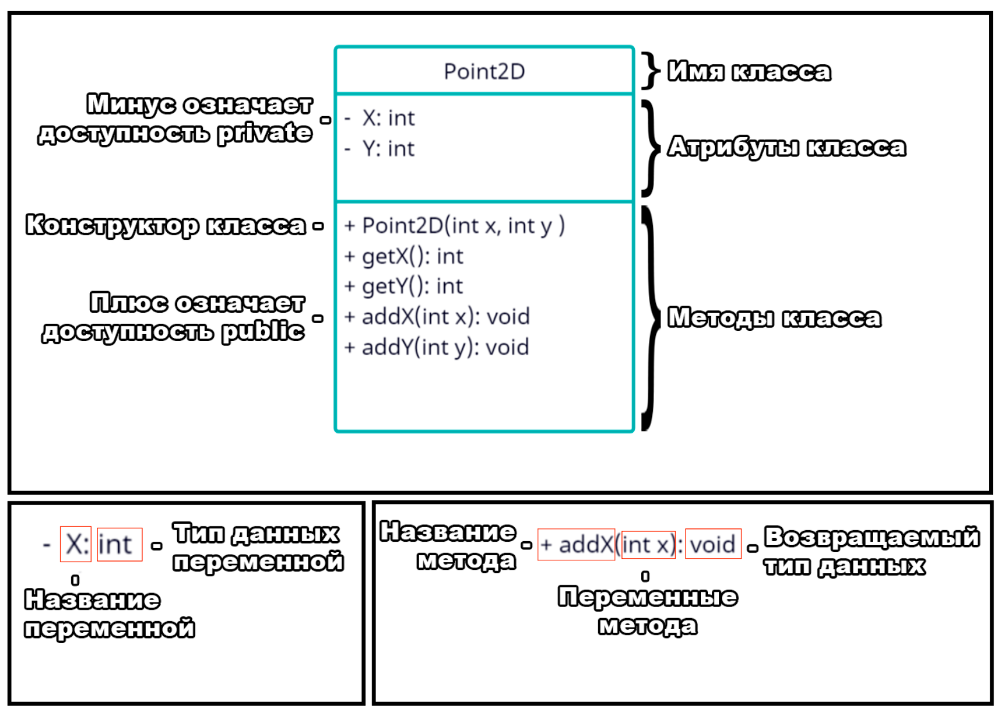 Point2D
Имя класса
Минус означает
доступность private
-
- X: int
- Y: int
Атрибуты класса
Конструктор класса -
+ Point2D(int x, int y )
+ getX(): int
+ getY(): int
+ addX(int x): void
+ addY(int y): void
Плюс означает
доступность public
-
Методы класса
- X: int
- Тип данных
переменной
Название
переменной
Название
метода
- + addX(int x): void -
Возвращаемый
тип данных
Переменные
метода